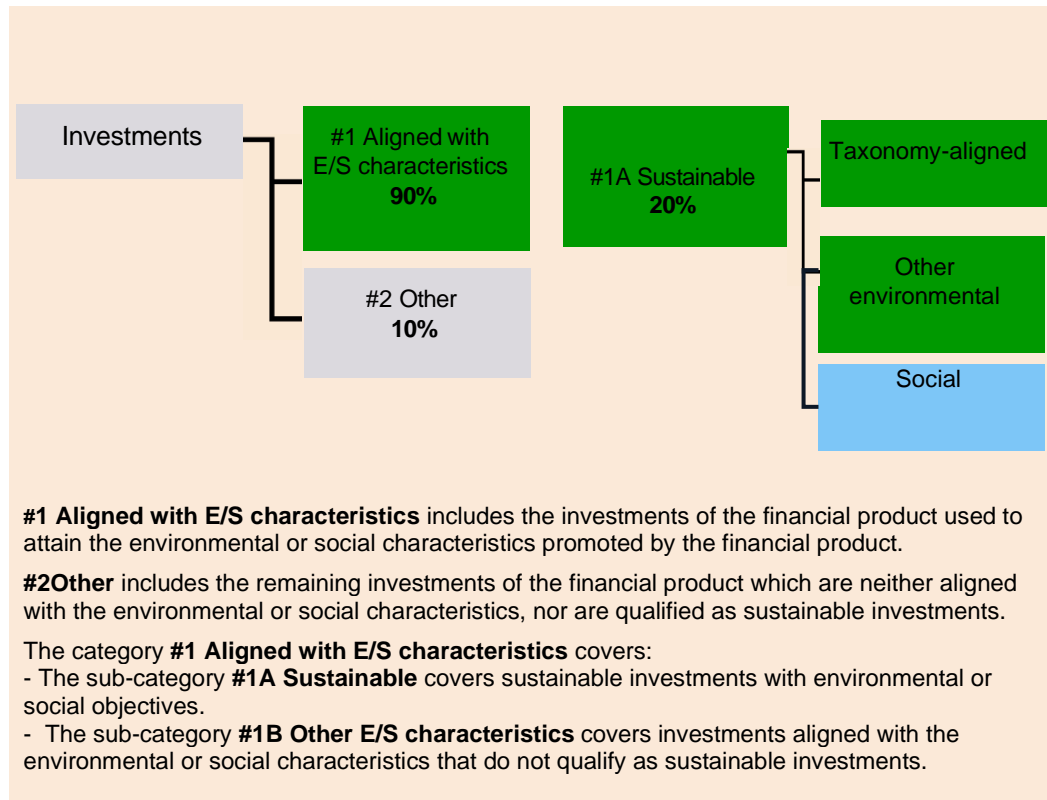 Investments
#1 Aligned with
E/S characteristics
90%
#2 Other
10%
#1A Sustainable
20%
Taxonomy-aligned
Other
environmental
Social
#1 Aligned with E/S characteristics includes the investments of the financial product used to
attain the environmental or social characteristics promoted by the financial product.
#2Other includes the remaining investments of the financial product which are neither aligned
with the environmental or social characteristics, nor are qualified as sustainable investments.
The category #1 Aligned with E/S characteristics covers:
- The sub-category #1A Sustainable covers sustainable investments with environmental or
social objectives.
- The sub-category #1B Other E/S characteristics covers investments aligned with the
environmental or social characteristics that do not qualify as sustainable investments.